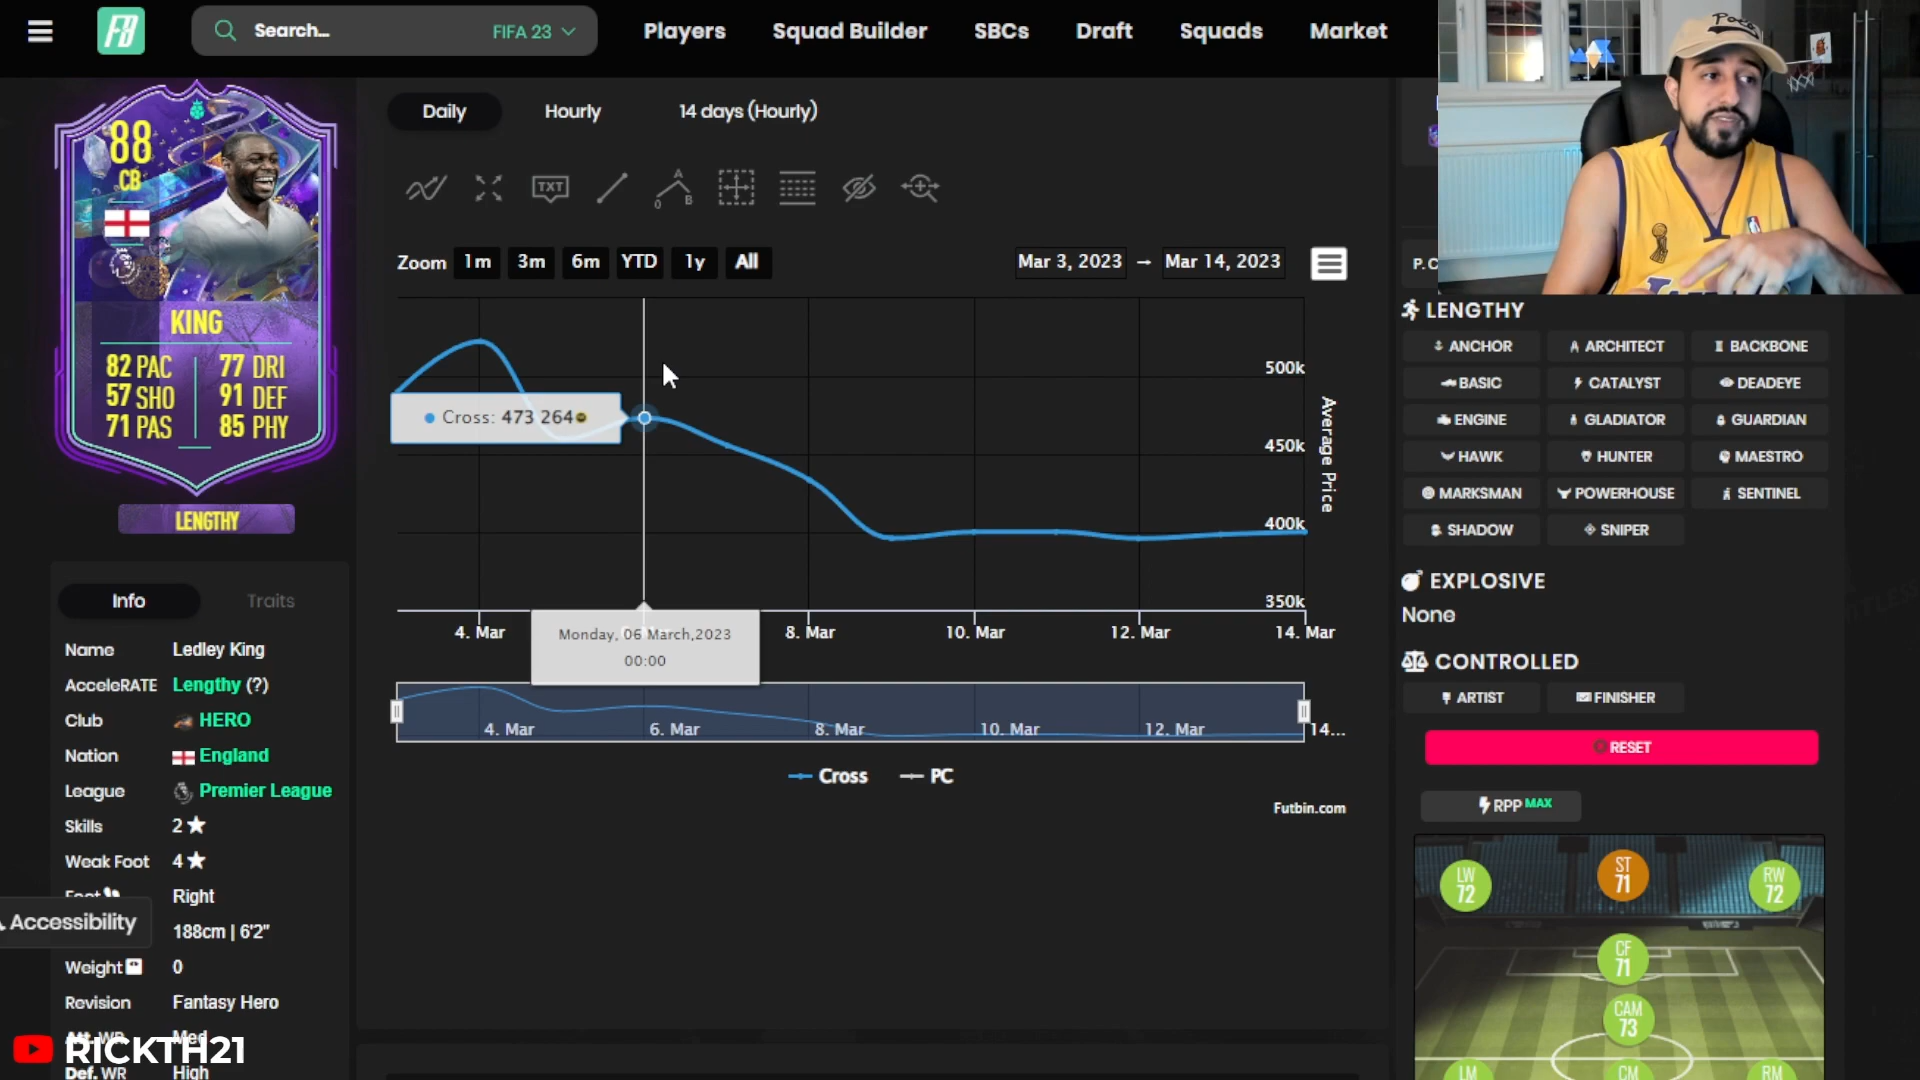 F8
Search...
FIFA 23
Players
Squad Builder
SBCs
Draft
Squads
Market
88
CB
KING
82 PAC
77 DRI
57 SHO
91 DEF
71 PAS
85 PHY
LENGTHY
Info
Traits
Name
Ledley King
AcceleRATE
Lengthy (?)
Club
HERO
Nation
England
League
Premier League
Skills
2
Weak Foot
4
Right
Accessibility
188cm | 6'2"
Weight
0
Revision
Fantasy Hero
RICKTH21
Def. WR
High
Daily
Hourly
14 days (Hourly)
TXT
A
0
B
Zoom
1m
3m
6m
YTD
1y
All
Mar 3, 2023 → Mar 14, 2023
Cross: 473 264
500k
450k
400k
350k
Average Price
4. Mar
8. Mar
10. Mar
12. Mar
14. Mar
Monday, 06 March,2023
00:00
4. Mar
6. Mar
8. Mar
10. Mar
12. Mar
14...
Cross
PC
Futbin.com
P.C
LENGTHY
ANCHOR
ARCHITECT
BACKBONE
BASIC
CATALYST
DEADEYE
ENGINE
GLADIATOR
GUARDIAN
HAWK
HUNTER
MAESTRO
MARKSMAN
POWERHOUSE
SENTINEL
SHADOW
SNIPER
EXPLOSIVE
None
CONTROLLED
ARTIST
FINISHER
RESET
RPP MAX
LW
72
ST
71
RW
72
CF
71
CAM
73
LM
CM
RM